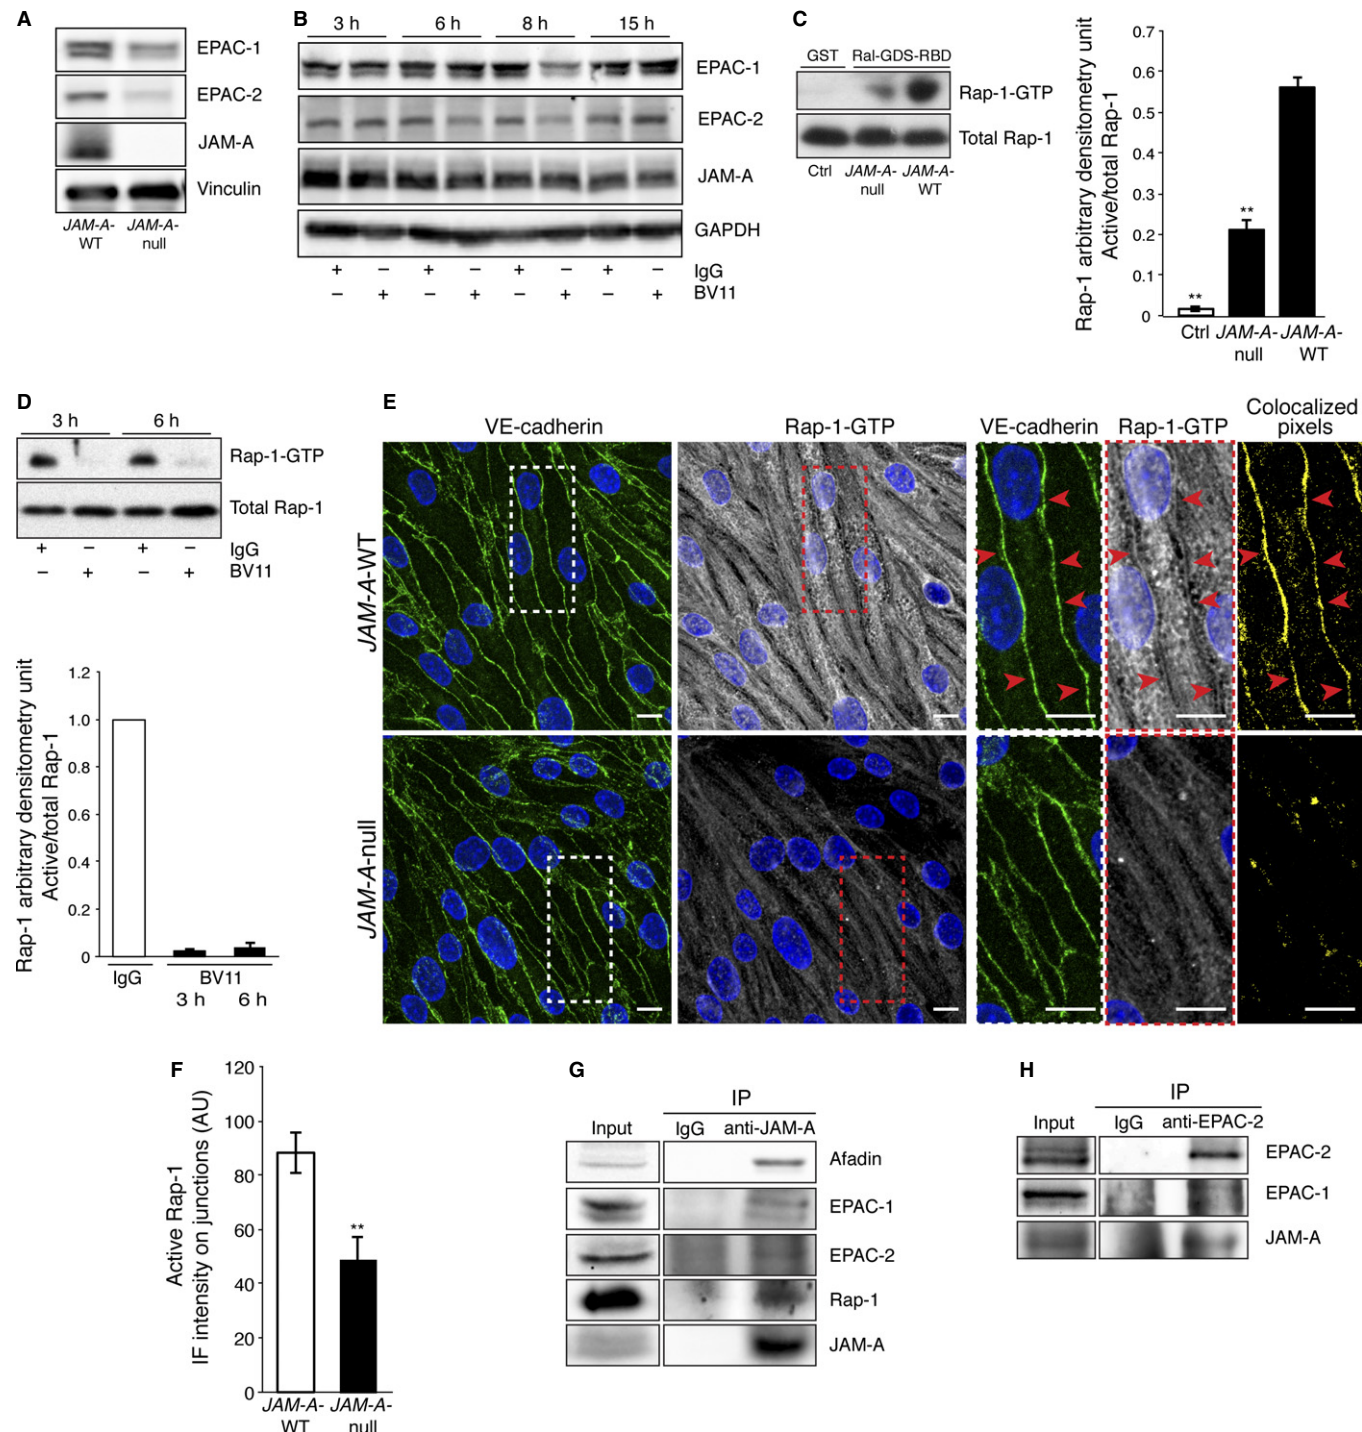 A
EPAC-1
EPAC-2
JAM-A
Vinculin
JAM-A-
WT
JAM-A-
null
B
3 h 6 h 8 h 15 h
EPAC-1
EPAC-2
JAM-A
GAPDH
+ – + – + – + – IgG
– + – + – + – + BV11
C
GST Ral-GDS-RBD
Rap-1-GTP
Total Rap-1
Ctrl JAM-A-
null
JAM-A-
WT
Rap-1 arbitrary densitometry unit
Active/total Rap-1
0.7
0.6
0.5
0.4
0.3
0.2
0.1
0
**
**
Ctrl JAM-A-
null
JAM-A-
WT
D
3 h 6 h
Rap-1-GTP
Total Rap-1
+ – + – IgG
– + – + BV11
Rap-1 arbitrary densitometry unit
Active/total Rap-1
1.2
1.0
0.8
0.6
0.4
0.2
0
IgG BV11
3 h 6 h
E
VE-cadherin Rap-1-GTP VE-cadherin Rap-1-GTP Colocalized
pixels
JAM-A-WT
JAM-A-null
F
Active Rap-1
IF intensity on junctions (AU)
120
100
80
60
40
20
0
**
JAM-A-
WT
JAM-A-
null
G
IP
Input IgG anti-JAM-A
Afadin
EPAC-1
EPAC-2
Rap-1
JAM-A
H
IP
Input IgG anti-EPAC-2
EPAC-2
EPAC-1
JAM-A